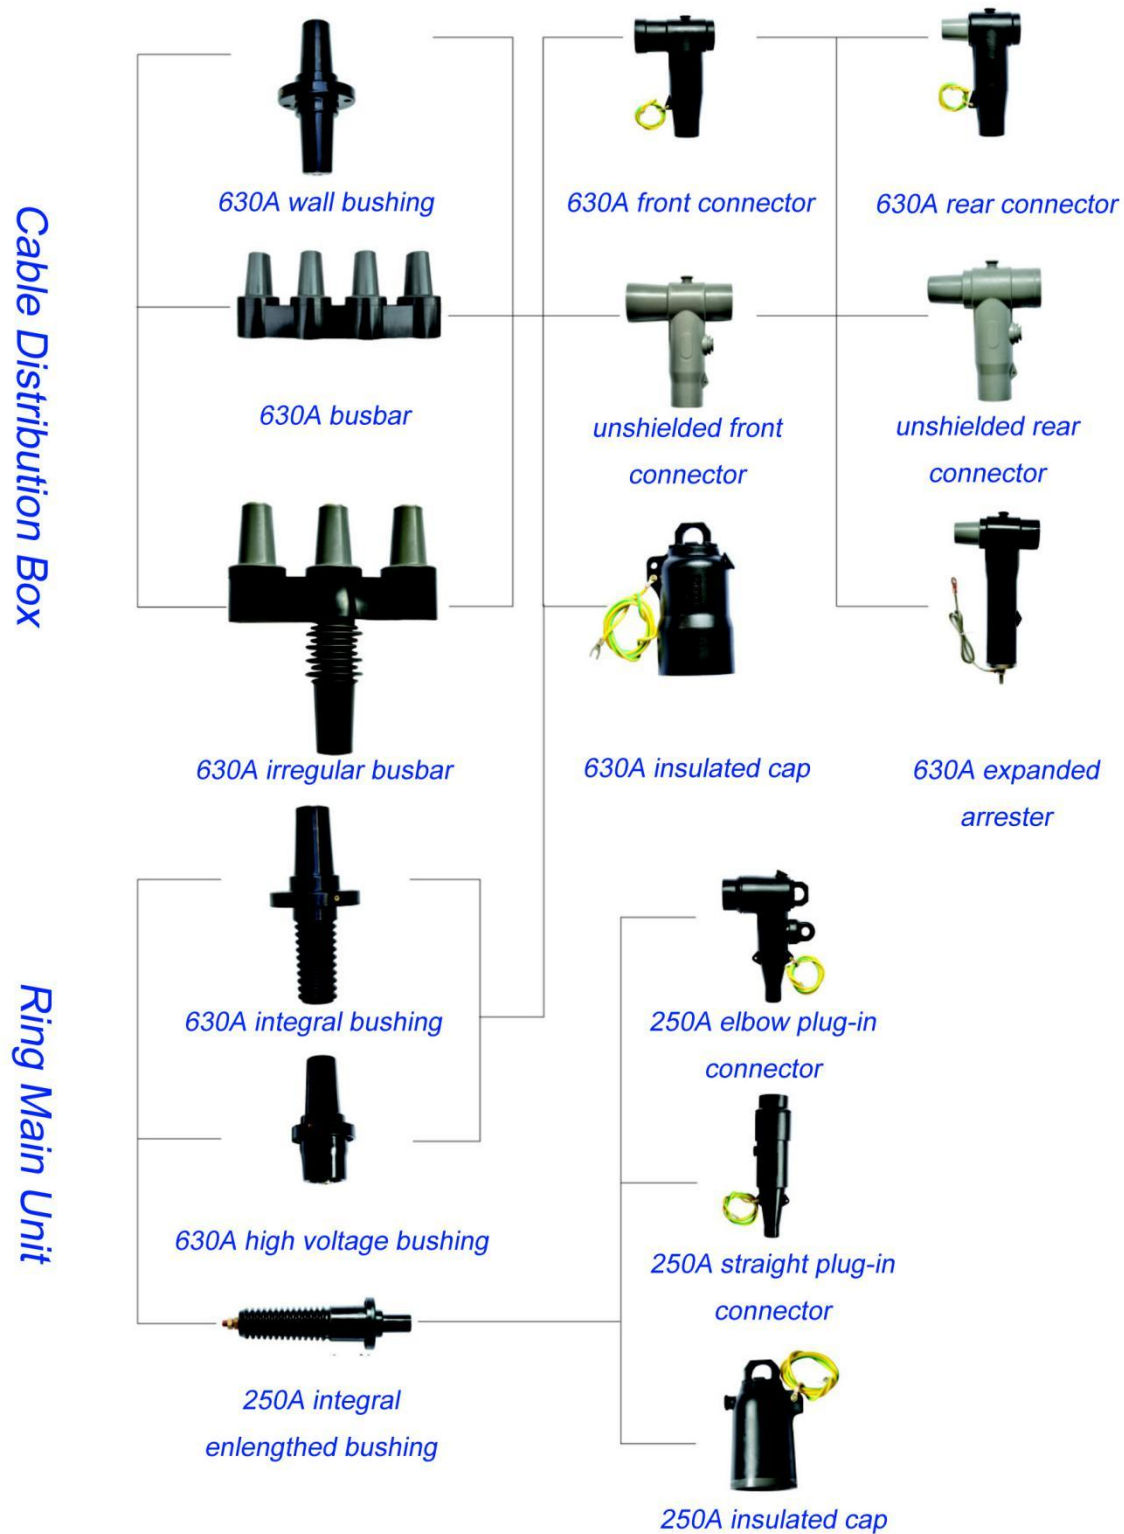 Cable Distribution Box
630A wall bushing
630A front connector
630A rear connector
630A busbar
unshielded front
connector
unshielded rear
connector
630A irregular busbar
630A insulated cap
630A expanded
arrester
Ring Main Unit
630A integral bushing
250A elbow plug-in
connector
630A high voltage bushing
250A straight plug-in
connector
250A integral
enlengthed bushing
250A insulated cap